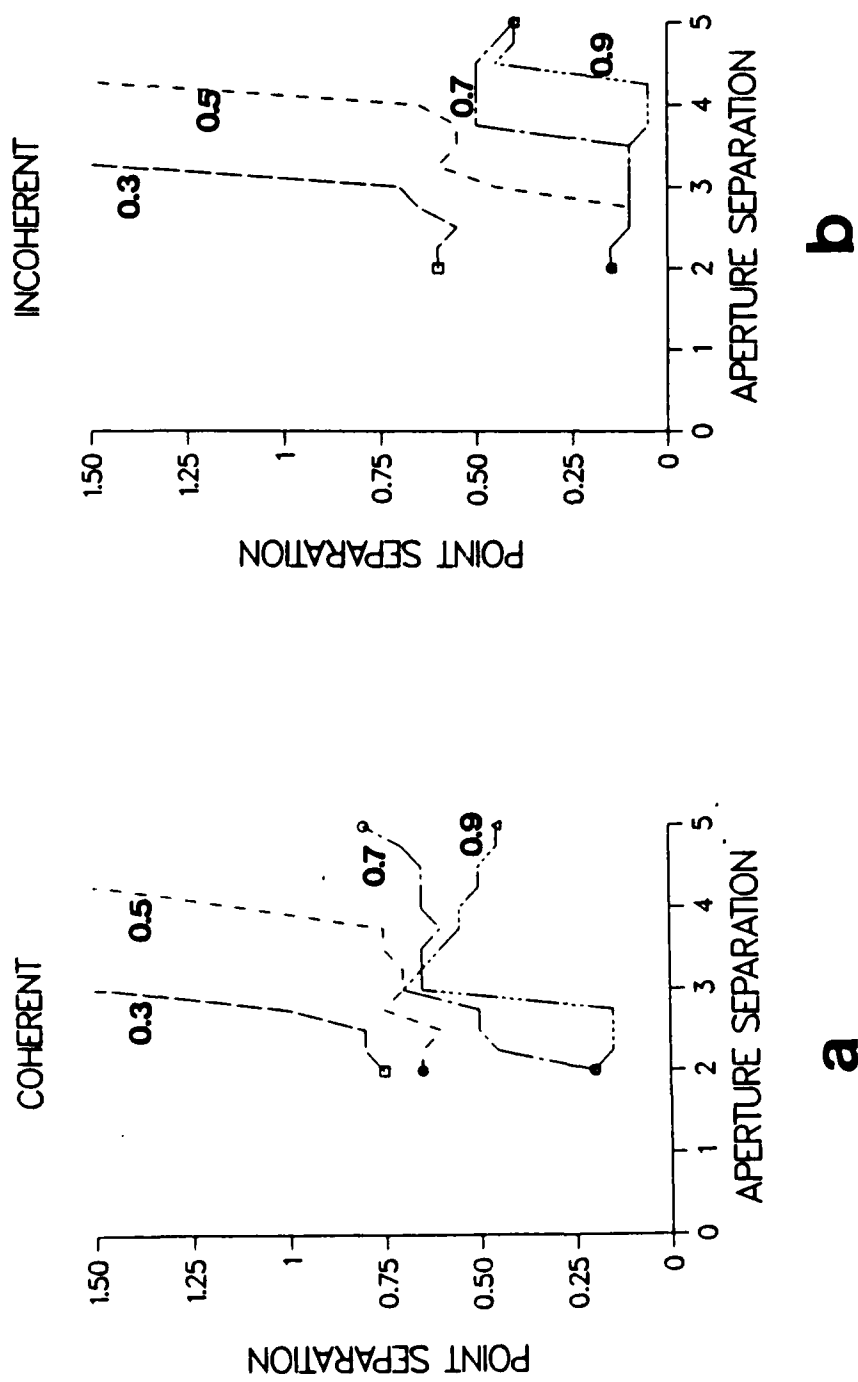 COHERENT
POINT SEPARATION
1.50
1.25
1
0.75
0.50
0.25
0
0.3
0.5
0.7
0.9
0 1 2 3 4 5
APERTURE SEPARATION
a
INCOHERENT
POINT SEPARATION
1.50
1.25
1
0.75
0.50
0.25
0
0.3
0.5
0.7
0.9
0 1 2 3 4 5
APERTURE SEPARATION
b